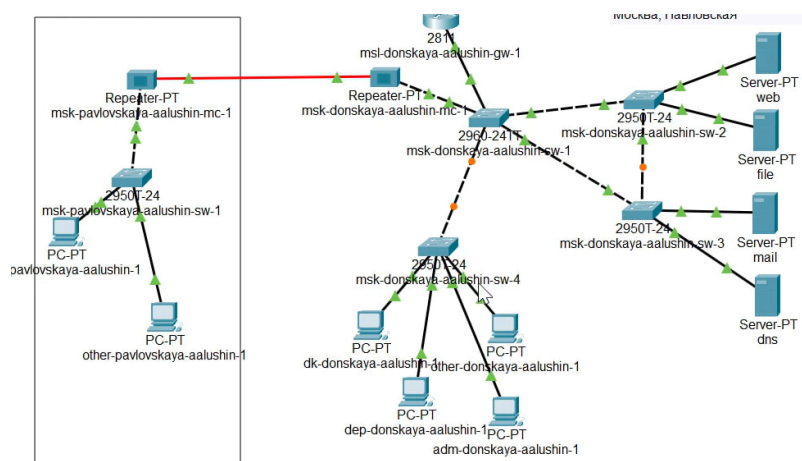 Москва, Павловская
2811
msl-donskaya-aalushin-gw-1
Repeater-PT
msk-pavlovskaya-aalushin-mc-1
Repeater-PT
msk-donskaya-aalushin-mc-1
2960-24TT
msk-donskaya-aalushin-sw-1
2950T-24
msk-donskaya-aalushin-sw-2
Server-PT
web
Server-PT
file
2950T-24
msk-pavlovskaya-aalushin-sw-1
PC-PT
pavlovskaya-aalushin-1
PC-PT
other-pavlovskaya-aalushin-1
2950T-24
msk-donskaya-aalushin-sw-3
Server-PT
mail
Server-PT
dns
2950T-24
msk-donskaya-aalushin-sw-4
PC-PT
dk-donskaya-aalushin-1
PC-PT
other-donskaya-aalushin-1
PC-PT
dep-donskaya-aalushin-1
PC-PT
adm-donskaya-aalushin-1